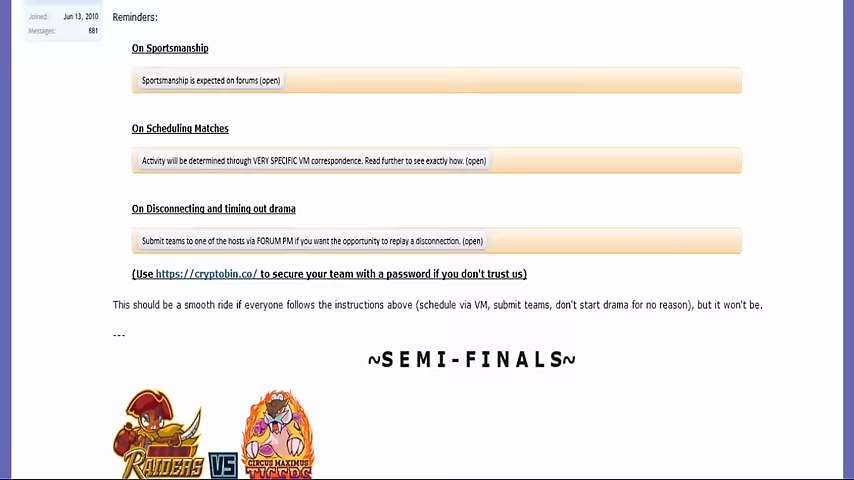 Joined: Jun 13, 2010
Messages: 681
Reminders:
On Sportsmanship
Sportsmanship is expected on forums (open)
On Scheduling Matches
Activity will be determined through VERY SPECIFIC VM correspondence. Read further to see exactly how. (open)
On Disconnecting and timing out drama
Submit teams to one of the hosts via FORUM PM if you want the opportunity to replay a disconnection. (open)
(Use https://cryptobin.co/ to secure your team with a password if you don't trust us)
This should be a smooth ride if everyone follows the instructions above (schedule via VM, submit teams, don't start drama for no reason), but it won't be.
---
~SEMI-FINALS~
RAIDERS VS CIRCUS MAXIMUS
TIGERS